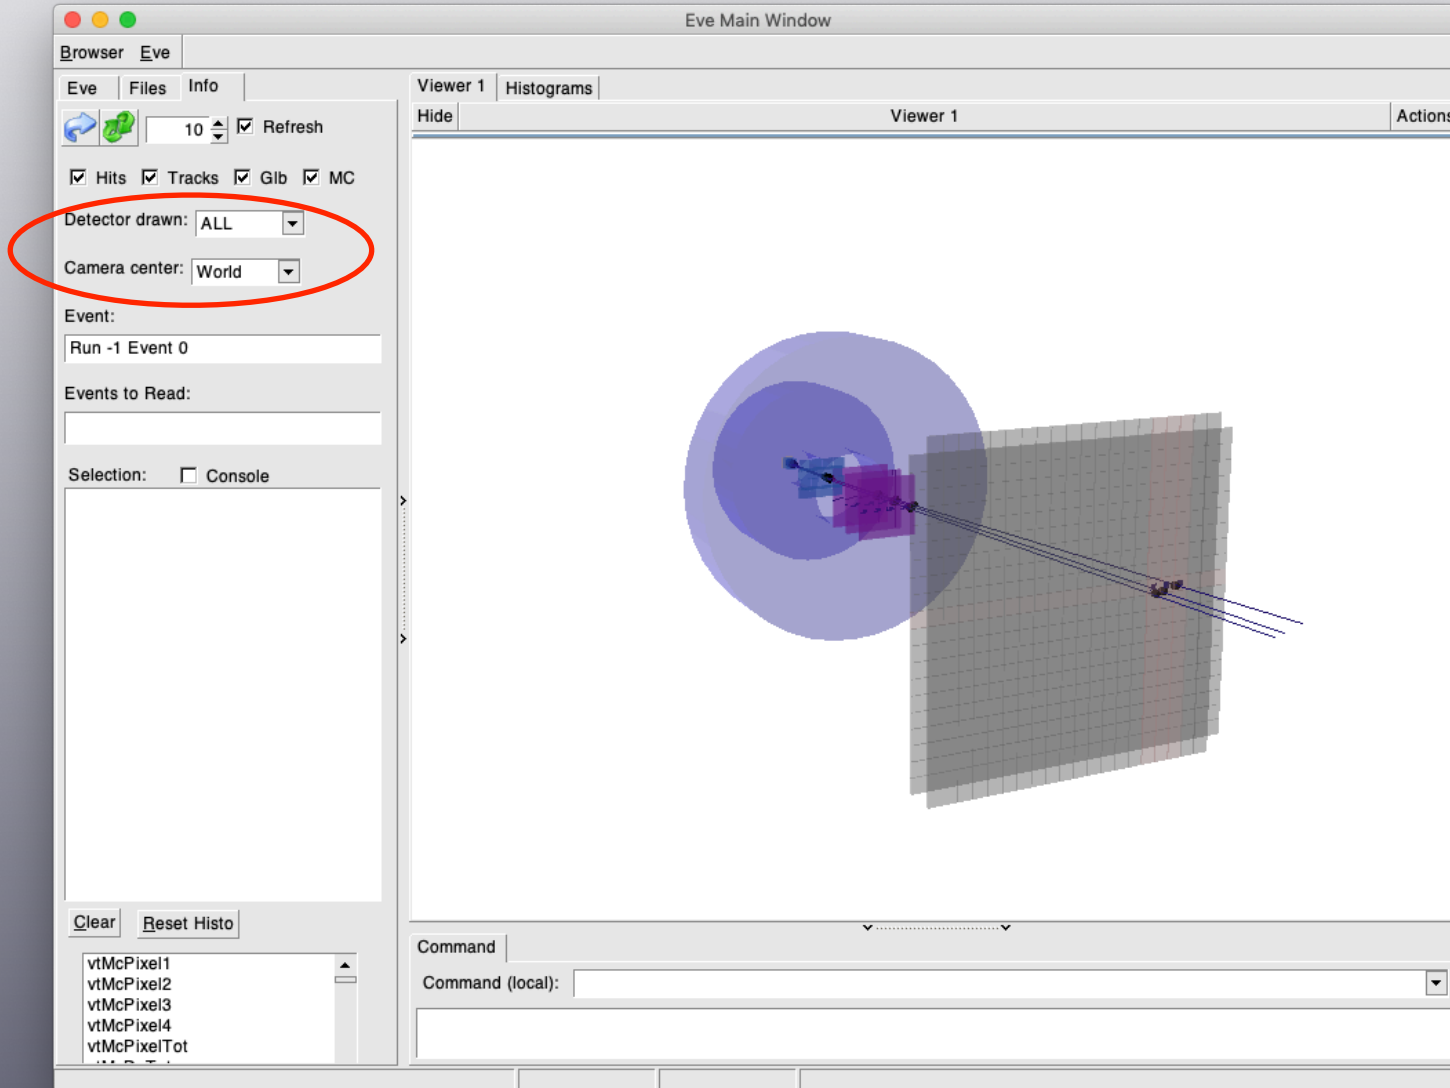 Eve Main Window
Browser Eve
Eve Files Info
Viewer 1 Histograms
Hide Viewer 1 Actions
10 Refresh
Hits Tracks Glb MC
Detector drawn: ALL
Camera center: World
Event:
Run -1 Event 0
Events to Read:
Selection: Console
Clear Reset Histo
vtMcPixel1
vtMcPixel2
vtMcPixel3
vtMcPixel4
vtMcPixelTot
Command
Command (local):